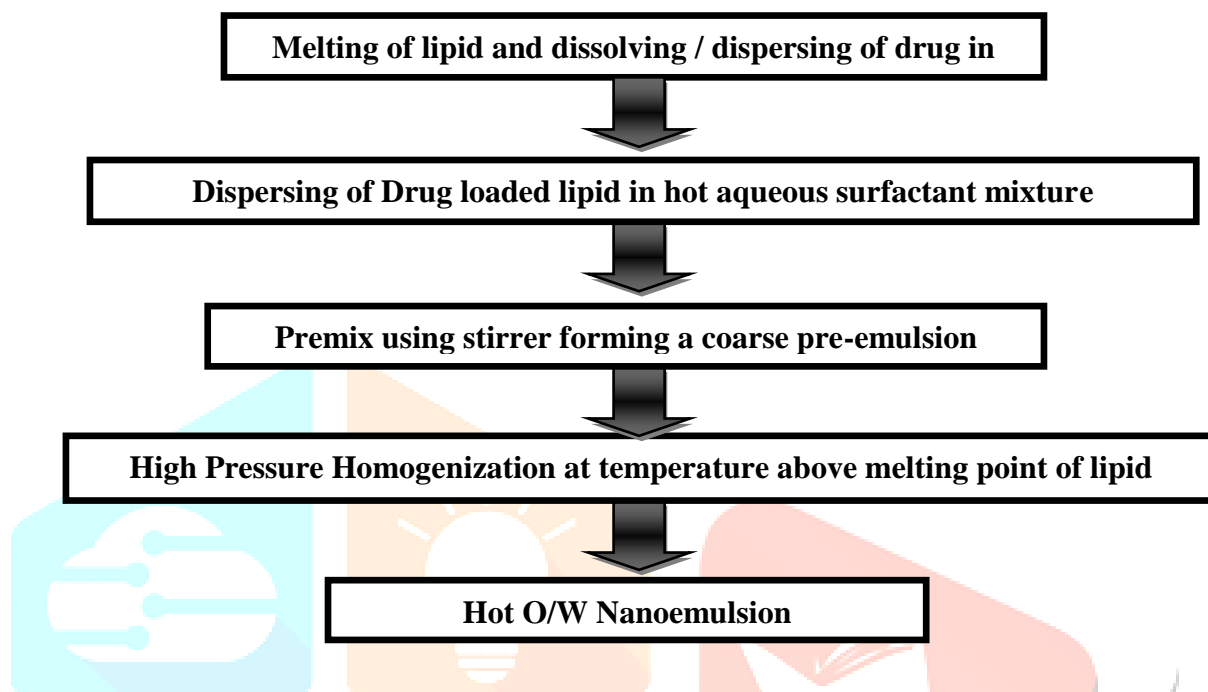 Melting of lipid and dissolving / dispersing of drug in
Dispersing of Drug loaded lipid in hot aqueous surfactant mixture
Premix using stirrer forming a coarse pre-emulsion
High Pressure Homogenization at temperature above melting point of lipid
Hot O/W Nanoemulsion